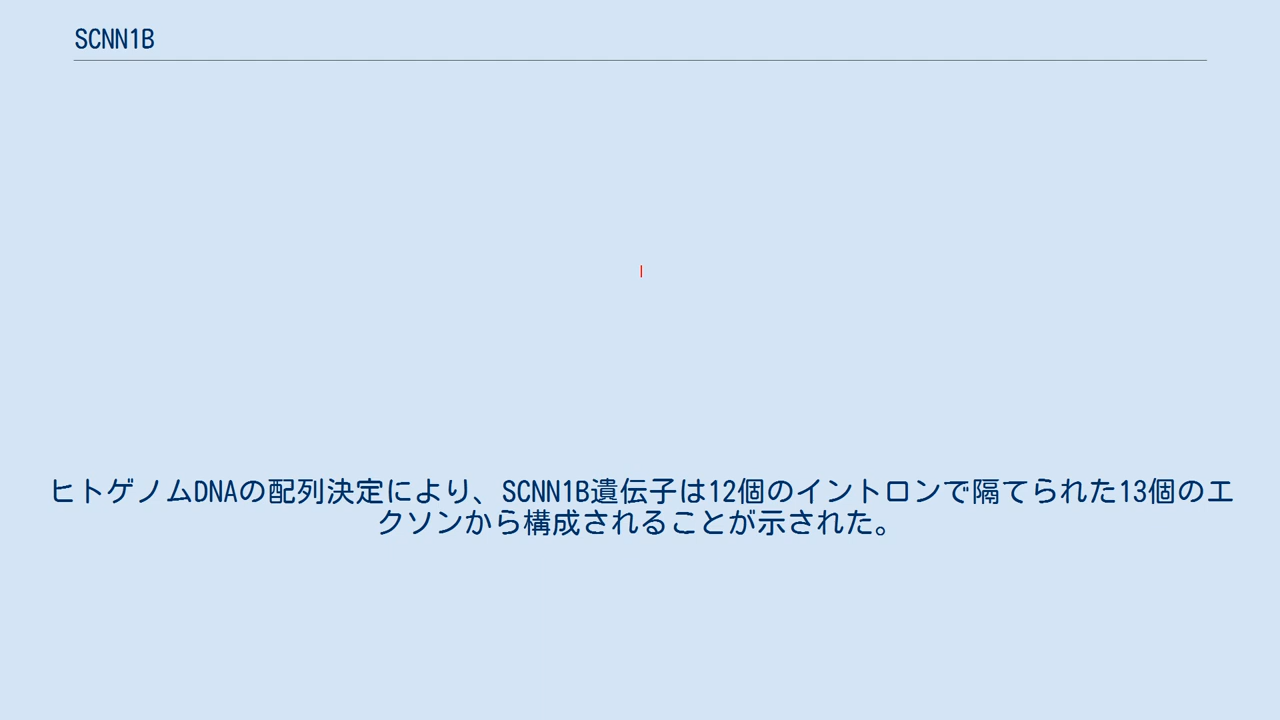 SCNN1B
ヒトゲノムDNAの配列決定により、SCNN1B遺伝子は12個のイントロンで隔てられた13個のエ
クソンから構成されることが示された。